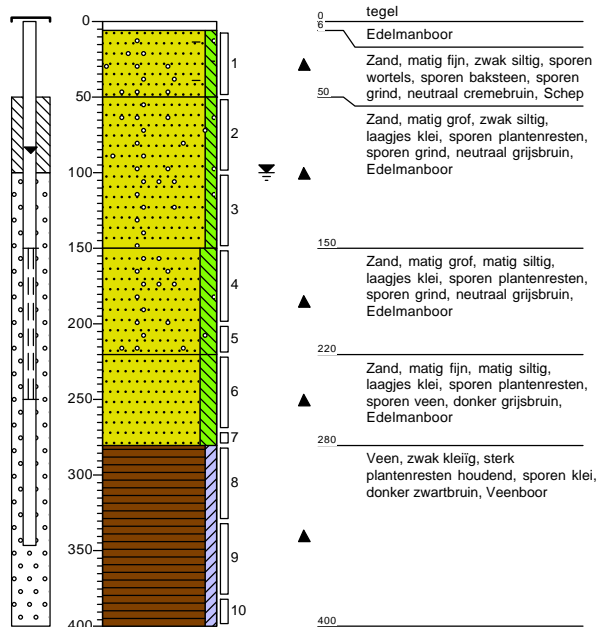 0
50
100
150
200
250
300
350
400
1
2
3
4
5
6
7
8
9
10
0
tegel
6
Edelmanboor
Zand, matig fijn, zwak siltig, sporen
wortels, sporen baksteen, sporen
grind, neutraal cremebruin, Schep
50
Zand, matig grof, zwak siltig,
laagjes klei, sporen plantenresten,
sporen grind, neutraal grijsbruin,
Edelmanboor
150
Zand, matig grof, matig siltig,
laagjes klei, sporen plantenresten,
sporen grind, neutraal grijsbruin,
Edelmanboor
220
Zand, matig fijn, matig siltig,
laagjes klei, sporen plantenresten,
sporen veen, donker grijsbruin,
Edelmanboor
280
Veen, zwak kleiïg, sterk
plantenresten houdend, sporen klei,
donker zwartbruin, Veenboor
400